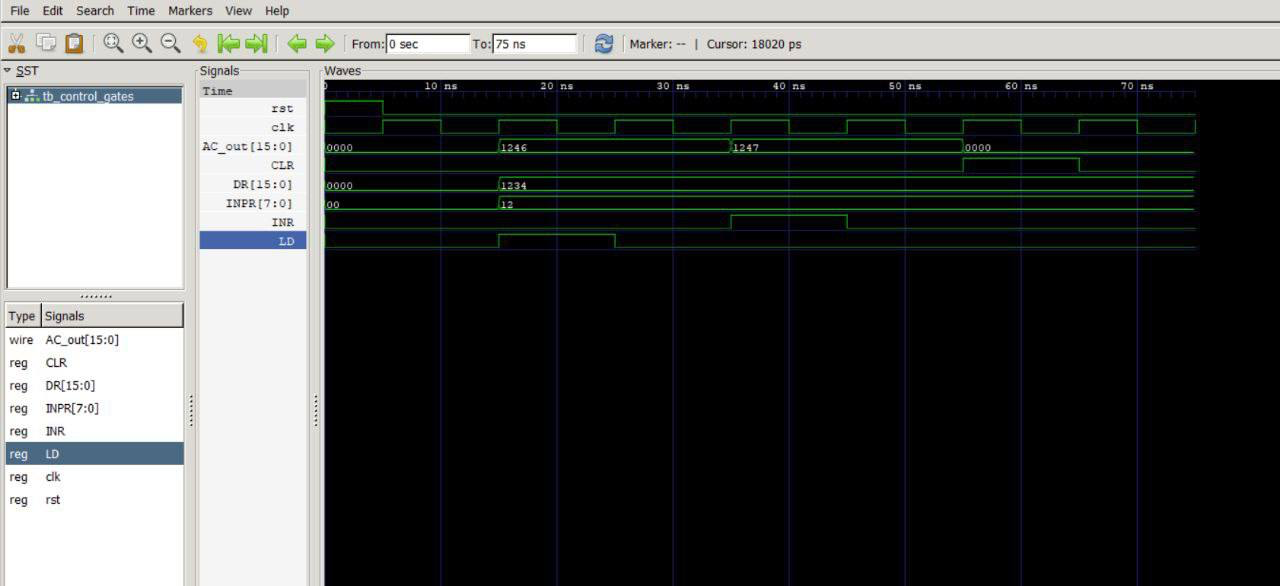 File Edit Search Time Markers View Help
From: 0 sec To: 75 ns Marker: -- | Cursor: 18020 ps
SST
tb_control_gates
Type Signals
wire AC_out[15:0]
reg CLR
reg DR[15:0]
reg INPR[7:0]
reg INR
reg LD
reg clk
reg rst
Signals
Time
rst
clk
AC_out[15:0]
CLR
DR[15:0]
INPR[7:0]
INR
LD
Waves
0 10 ns 20 ns 30 ns 40 ns 50 ns 60 ns 70 ns
0000 1246 1247 0000
0000 1234
00 12